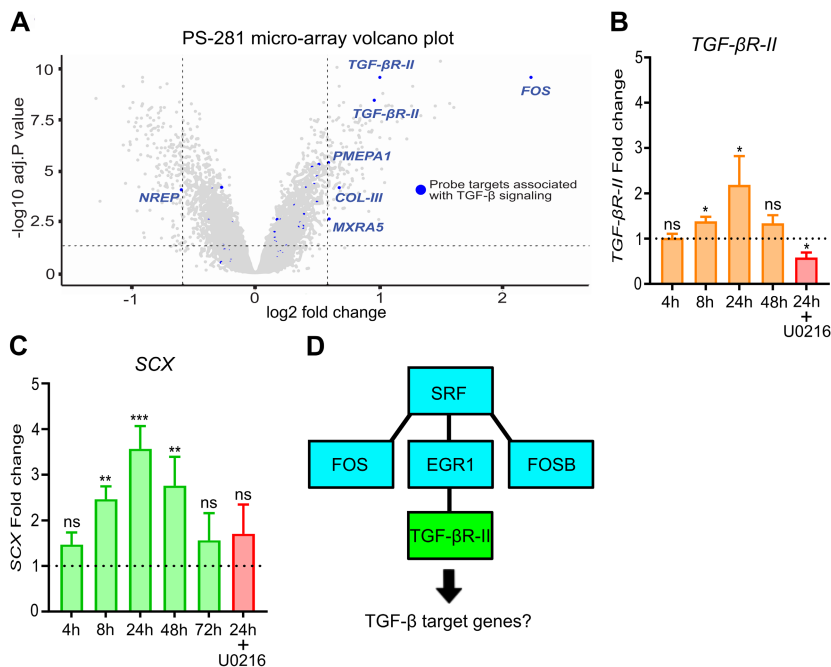 A
PS-281 micro-array volcano plot
-log10 adj.P value
10
7.5
5.0
2.5
0
TGF-βR-II
FOS
TGF-βR-II
PMEPA1
NREP
COL-III
MXRA5
Probe targets associated
with TGF-β signaling
-1
0
1
2
log2 fold change
B
TGF-βR-II
TGF-βR-II Fold change
5
4
3
2
1
0
ns
*
*
ns
*
4h
8h
24h
48h
24h
+
U0216
C
SCX
SCX Fold change
5
4
3
2
1
0
ns
**
***
**
ns
ns
4h
8h
24h
48h
72h
24h
+
U0216
D
SRF
FOS
EGR1
FOSB
TGF-βR-II
TGF-β target genes?